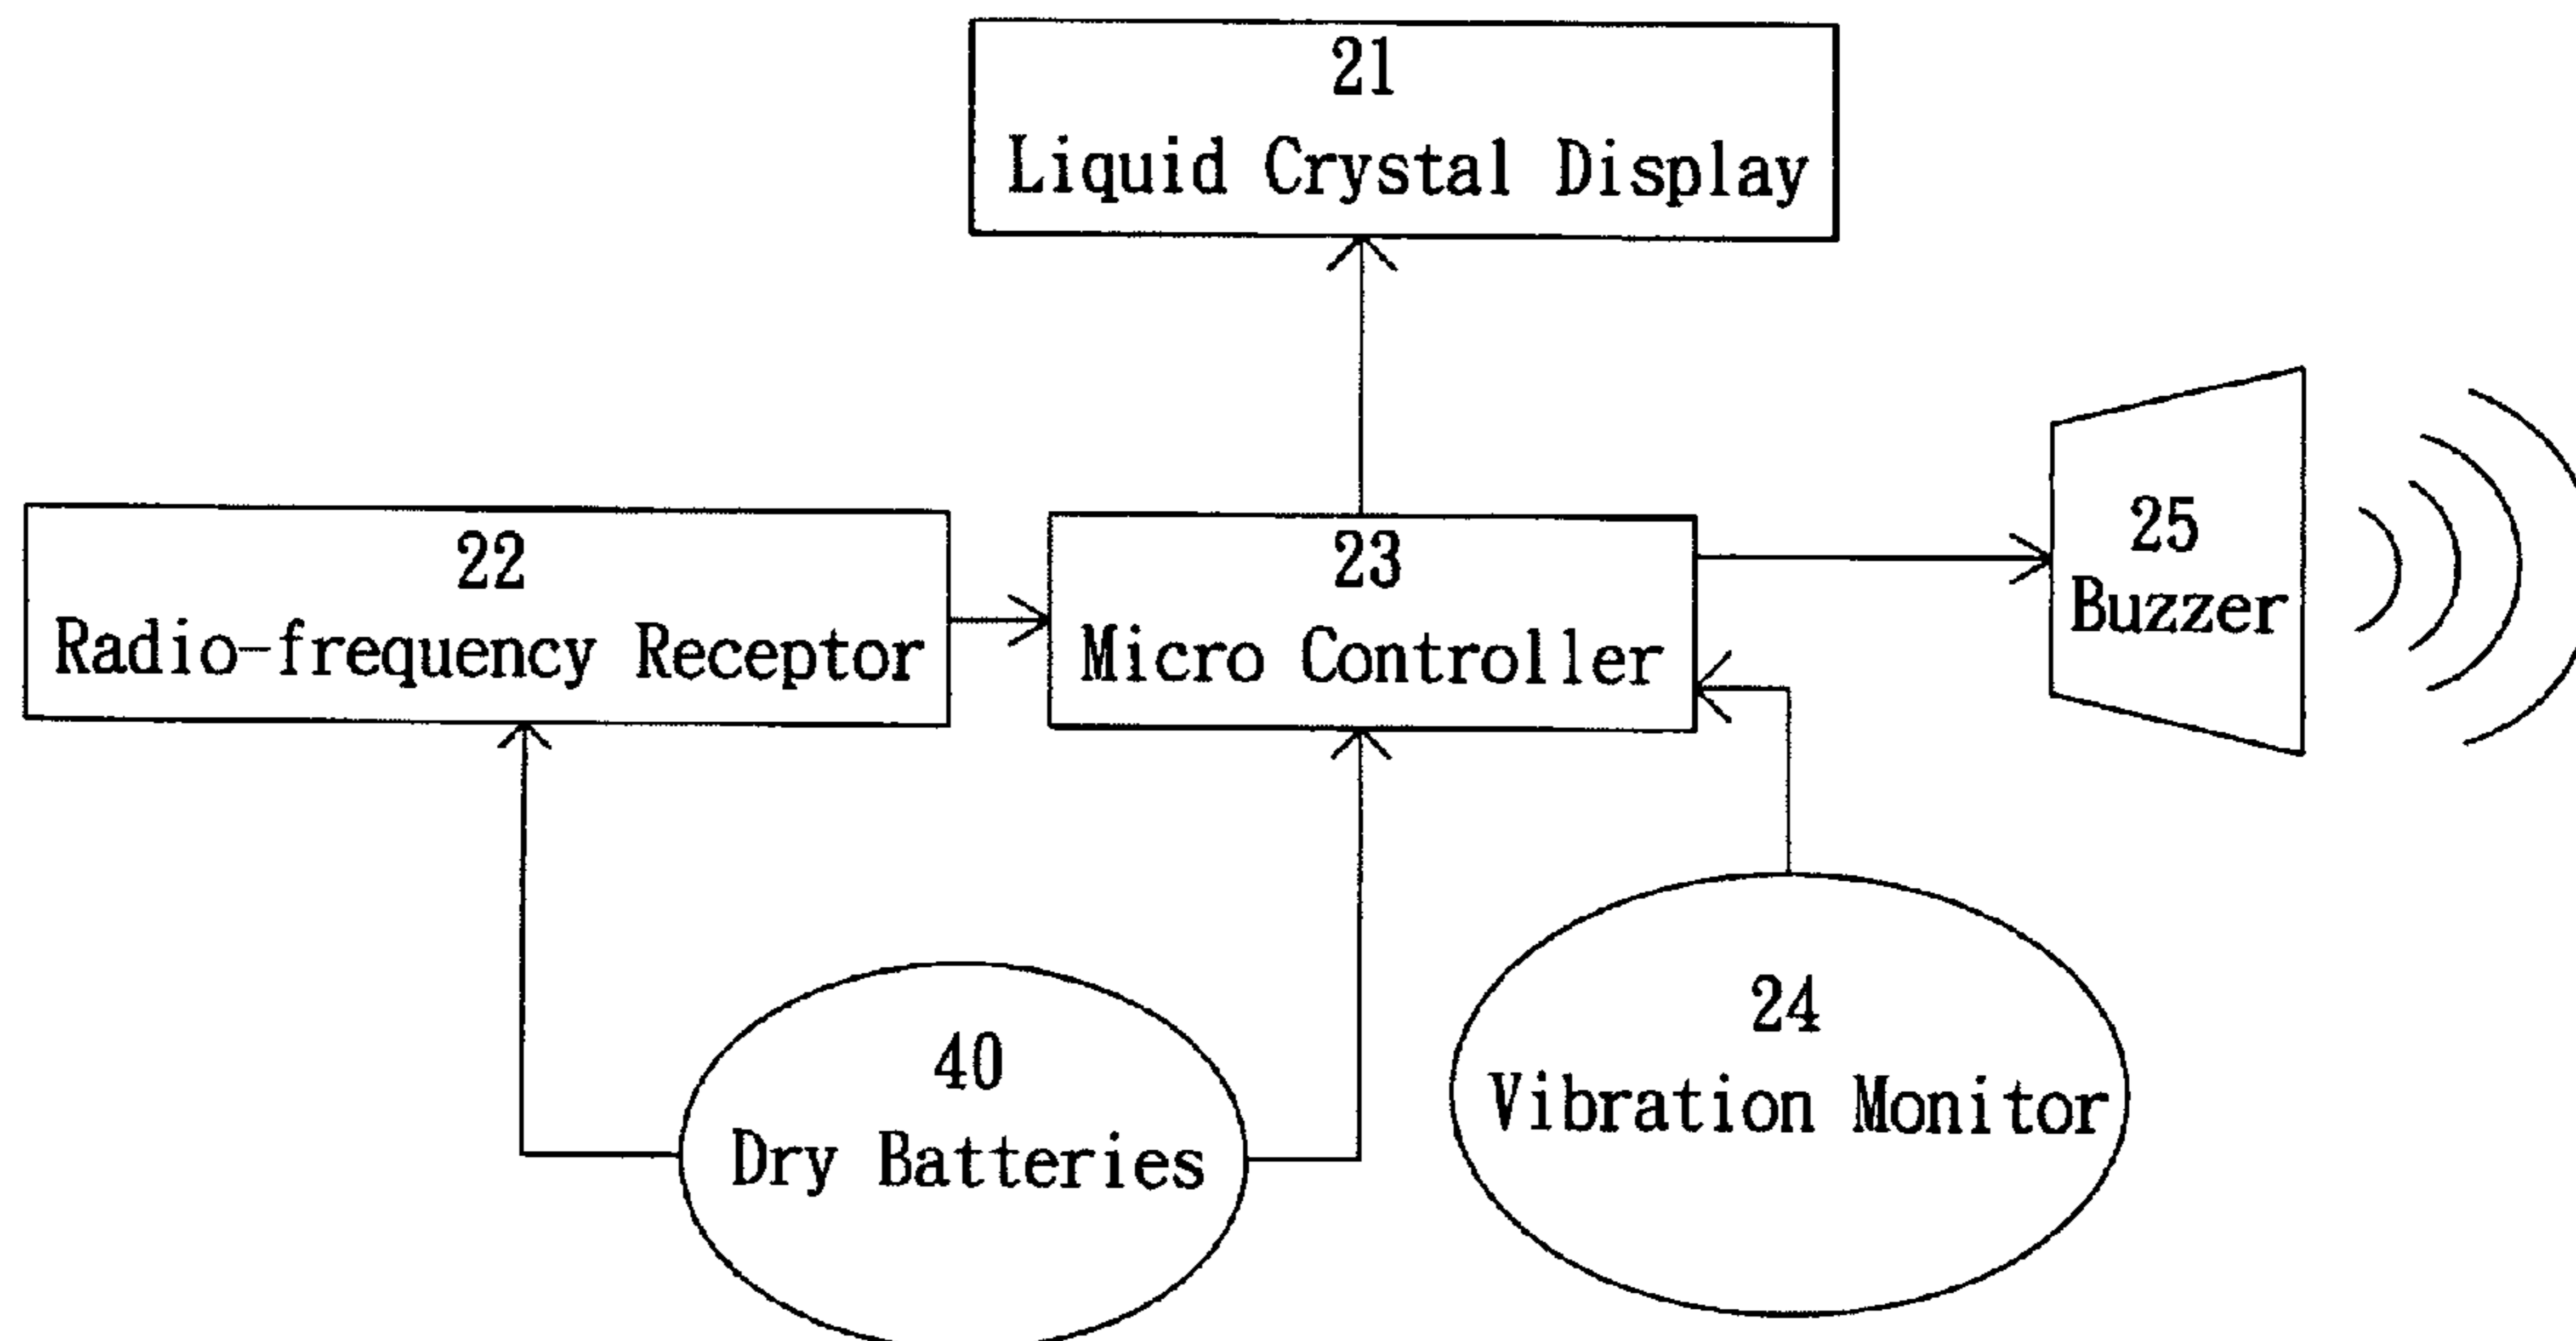 21
Liquid Crystal Display
22
Radio-frequency Receptor
23
Micro Controller
25
Buzzer
40
Dry Batteries
24
Vibration Monitor